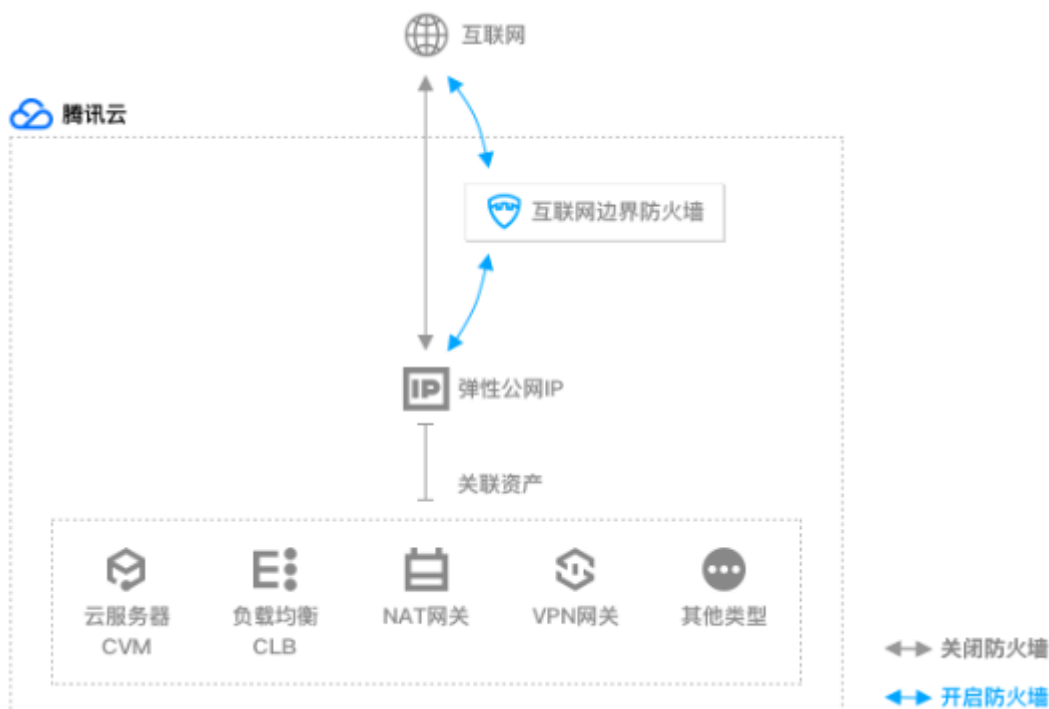 互联网
腾讯云
互联网边界防火墙
IP 弹性公网IP
关联资产
云服务器
CVM
负载均衡
CLB
NAT网关
VPN网关
其他类型
关闭防火墙
开启防火墙